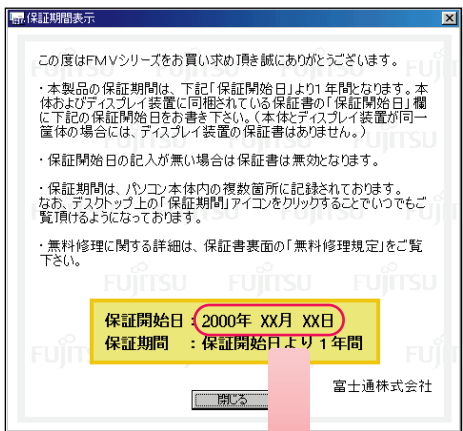 保証期間表示
この度はFMVシリーズをお買い求め頂き誠にありがとうございます。
・本製品の保証期間は、下記「保証開始日」より1年間となります。本
体およびディスプレイ装置に同梱されている保証書の「保証開始日」欄
に下記の保証開始日をお書き下さい。（本体とディスプレイ装置が同一
筐体の場合には、ディスプレイ装置の保証書はありません。）
・保証開始日の記入が無い場合は保証書は無効となります。
・保証期間は、パソコン本体内の複数箇所に記録されております。
なお、デスクトップ上の「保証期間」アイコンをクリックすることでいつでもご
覧頂けるようになっております。
・無料修理に関する詳細は、保証書裏面の「無料修理規定」をご覧
下さい。
FUJITSU FUJITSU FUJITSU
保証開始日：2000年 XX月 XX日
保証期間 ：保証開始日より１年間
富士通株式会社
閉じる